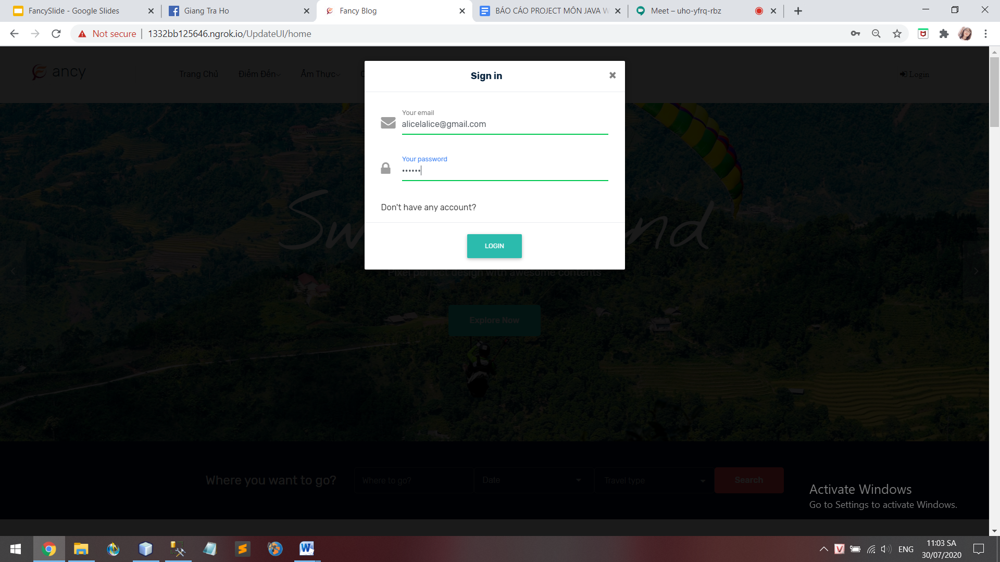 FancySlide - Google Slides
Giang Tra Ho
Fancy Blog
BÁO CÁO PROJECT MÔN JAVA W
Meet – uho-yfrq-rbz
Not secure
1332bb125646.ngrok.io/UpdateUI/home
ancy
Trang Chủ
Điểm Đến
Ẩm Thực
Login
Sign in
Your email
alicelalice@gmail.com
Your password
••••••
Don't have any account?
LOGIN
Pixel perfect design with awesome contents
Explore Now
Where you want to go?
Where to go?
Date
Travel type
Search
Activate Windows
Go to Settings to activate Windows.
ENG
11:03 SA
30/07/2020